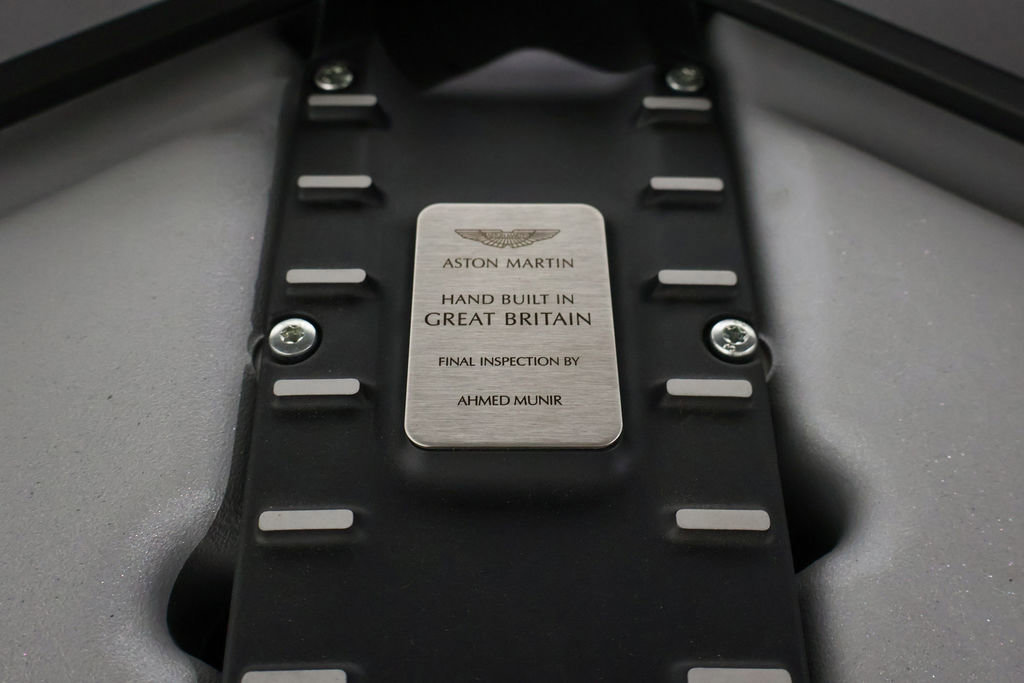 ASTON MARTIN
HAND BUILT IN
GREAT BRITAIN
FINAL INSPECTION BY
AHMED MUNIR